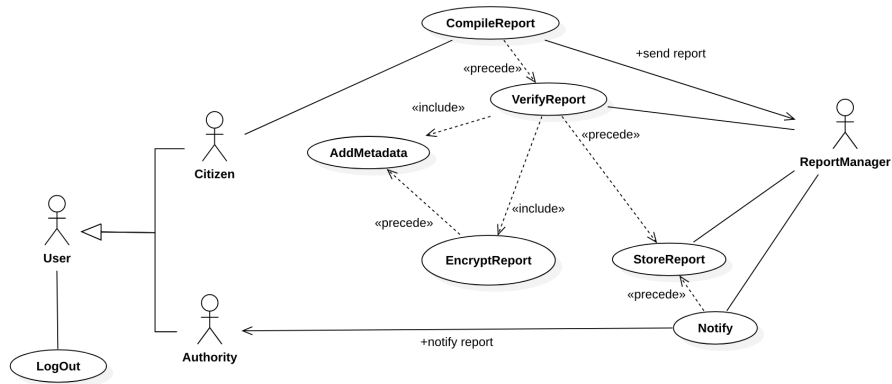 CompileReport
+send report
«precede»
VerifyReport
«include»
«precede»
AddMetadata
Citizen
ReportManager
«include»
«precede»
User
EncryptReport
StoreReport
«precede»
Notify
+notify report
Authority
LogOut